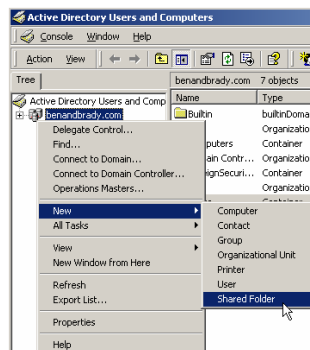 Active Directory Users and Computers
Console Window Help
Action View
Tree
benandbrady.com 7 objects
Active Directory Users and Comp
benandbrady.com
Name Type
Builtin builtinDoma
Organizatio
puters Container
ain Contr... Organizatio
ignSecuri... Container
Organizatio
Delegate Control...
Find...
Connect to Domain...
Connect to Domain Controller...
Operations Masters...
New
All Tasks
View
New Window from Here
Refresh
Export List...
Properties
Help
Computer
Contact
Group
Organizational Unit
Printer
User
Shared Folder